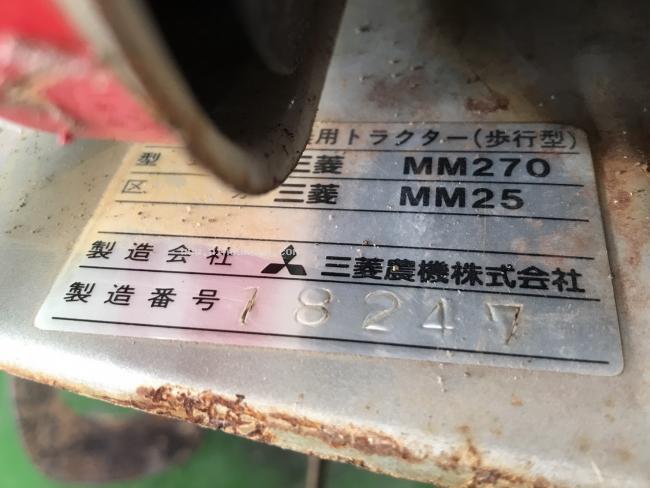 用トラクター(歩行型)
型 三菱 MM270
区 三菱 MM25
製造会社 三菱農機株式会社
製造番号 18247